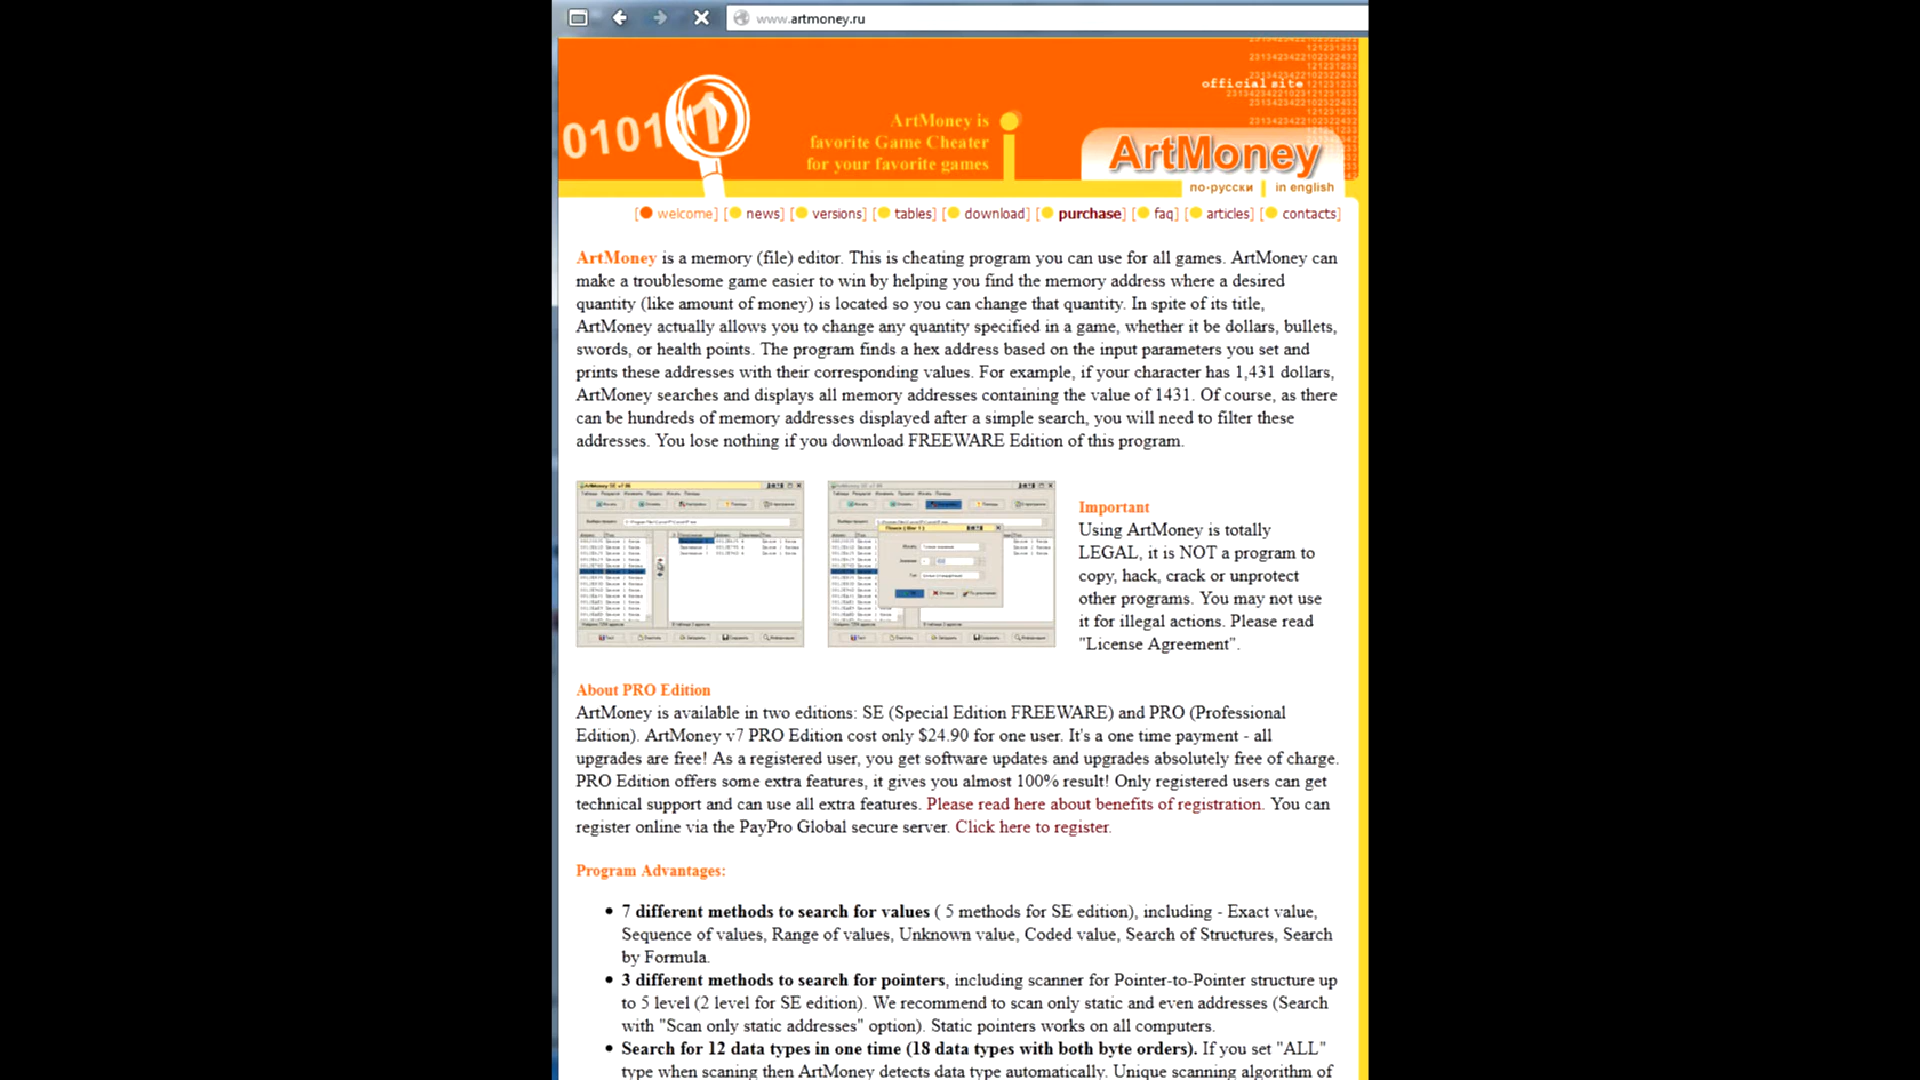 www.artmoney.ru
official site
0101
ArtMoney is
favorite Game Cheater
for your favorite games
ArtMoney
по-русски in english
[welcome] [news] [versions] [tables] [download] [purchase] [faq] [articles] [contacts]
ArtMoney is a memory (file) editor. This is cheating program you can use for all games. ArtMoney can
make a troublesome game easier to win by helping you find the memory address where a desired
quantity (like amount of money) is located so you can change that quantity. In spite of its title,
ArtMoney actually allows you to change any quantity specified in a game, whether it be dollars, bullets,
swords, or health points. The program finds a hex address based on the input parameters you set and
prints these addresses with their corresponding values. For example, if your character has 1,431 dollars,
ArtMoney searches and displays all memory addresses containing the value of 1431. Of course, as there
can be hundreds of memory addresses displayed after a simple search, you will need to filter these
addresses. You lose nothing if you download FREEWARE Edition of this program.
Important
Using ArtMoney is totally
LEGAL, it is NOT a program to
copy, hack, crack or unprotect
other programs. You may not use
it for illegal actions. Please read
"License Agreement".
About PRO Edition
ArtMoney is available in two editions: SE (Special Edition FREEWARE) and PRO (Professional
Edition). ArtMoney v7 PRO Edition cost only $24.90 for one user. It's a one time payment - all
upgrades are free! As a registered user, you get software updates and upgrades absolutely free of charge.
PRO Edition offers some extra features, it gives you almost 100% result! Only registered users can get
technical support and can use all extra features. Please read here about benefits of registration. You can
register online via the PayPro Global secure server. Click here to register.
Program Advantages:
• 7 different methods to search for values ( 5 methods for SE edition), including - Exact value,
Sequence of values, Range of values, Unknown value, Coded value, Search of Structures, Search
by Formula.
• 3 different methods to search for pointers, including scanner for Pointer-to-Pointer structure up
to 5 level (2 level for SE edition). We recommend to scan only static and even addresses (Search
with "Scan only static addresses" option). Static pointers works on all computers.
• Search for 12 data types in one time (18 data types with both byte orders). If you set "ALL"
type when scaning then ArtMoney detects data type automatically. Unique scanning algorithm of